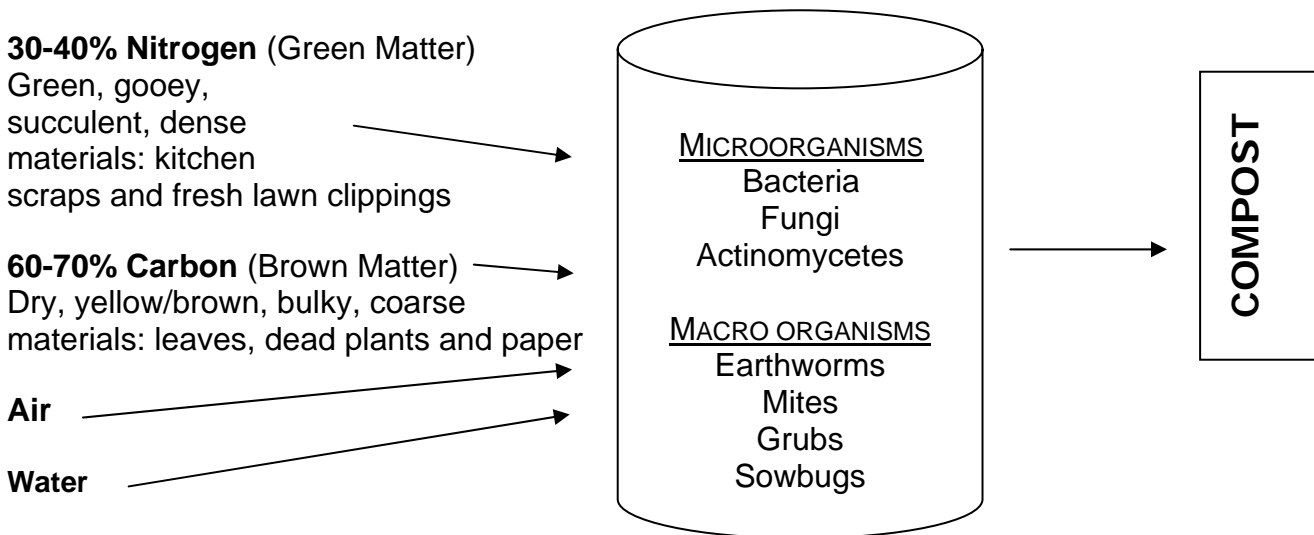 30-40% Nitrogen (Green Matter)
Green, gooey,
succulent, dense
materials: kitchen
scraps and fresh lawn clippings
60-70% Carbon (Brown Matter)
Dry, yellow/brown, bulky, coarse
materials: leaves, dead plants and paper
Air
Water
MICROORGANISMS
Bacteria
Fungi
Actinomycetes
MACRO ORGANISMS
Earthworms
Mites
Grubs
Sowbugs
COMPOST